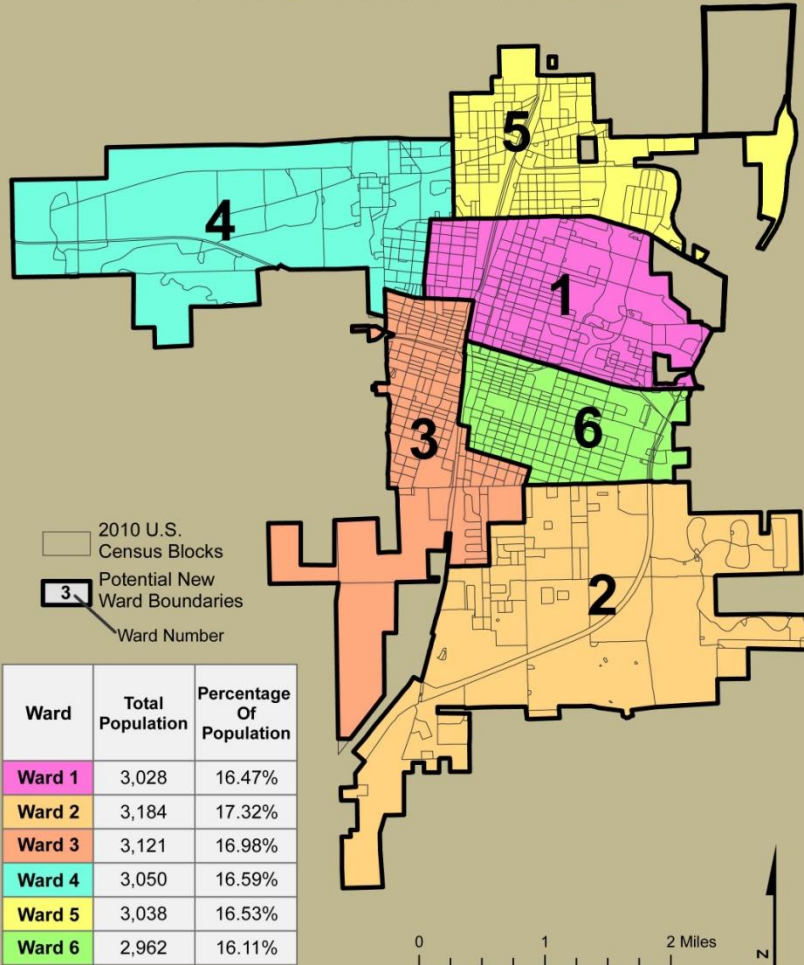 5
4
1
6
3
2
2010 U.S.
Census Blocks
3
Potential New
Ward Boundaries
Ward Number
Ward Total Population Percentage Of Population
Ward 1 3,028 16.47%
Ward 2 3,184 17.32%
Ward 3 3,121 16.98%
Ward 4 3,050 16.59%
Ward 5 3,038 16.53%
Ward 6 2,962 16.11%
0 1 2 Miles
N